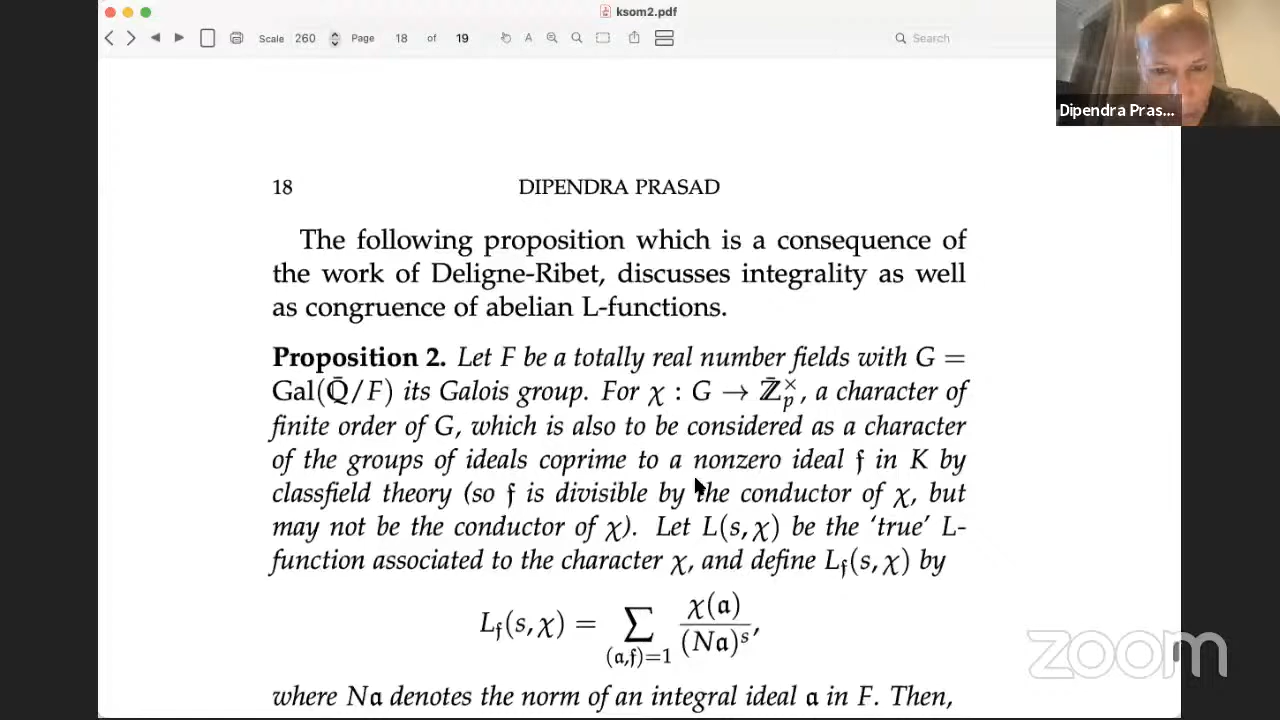 ksom2.pdf
Scale 260 Page 18 of 19 Search
Dipendra Pras...
18 DIPENDRA PRASAD
The following proposition which is a consequence of
the work of Deligne-Ribet, discusses integrality as well
as congruence of abelian L-functions.
Proposition 2. Let F be a totally real number fields with G =
Gal(Q̄/F) its Galois group. For χ : G → Z̄ₚ×, a character of
finite order of G, which is also to be considered as a character
of the groups of ideals coprime to a nonzero ideal 𝔣 in K by
classfield theory (so 𝔣 is divisible by the conductor of χ, but
may not be the conductor of χ). Let L(s, χ) be the ‘true’ L-
function associated to the character χ, and define L𝔣(s, χ) by
L𝔣(s, χ) = ∑(𝔞,𝔣)=1 χ(𝔞)/(N𝔞)ˢ,
where N𝔞 denotes the norm of an integral ideal 𝔞 in F. Then,
zoom